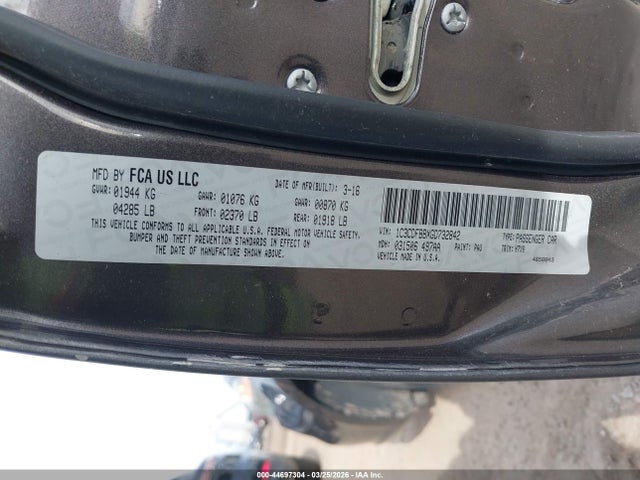 MFD BY FCA US LLC
DATE OF MFR(BUILT): 3-16
GVWR: 01944 KG
GAWR: 01076 KG
GAWR: 00870 KG
04285 LB
FRONT: 02370 LB
REAR: 01918 LB
THIS VEHICLE CONFORMS TO ALL APPLICABLE U.S.A. FEDERAL MOTOR VEHICLE SAFETY,
BUMPER AND THEFT PREVENTION STANDARDS IN EFFECT ON
THE DATE OF MANUFACTURE SHOWN ABOVE.
VIN: 1C3CDFBBXGD732842
TYPE: PASSENGER CAR
MDH: 031506 497AA
PAINT: PAU
TRIM: H7X9
VEHICLE MADE IN U.S.A.
000-44697304 | 03/25/2026 | IAA Inc.